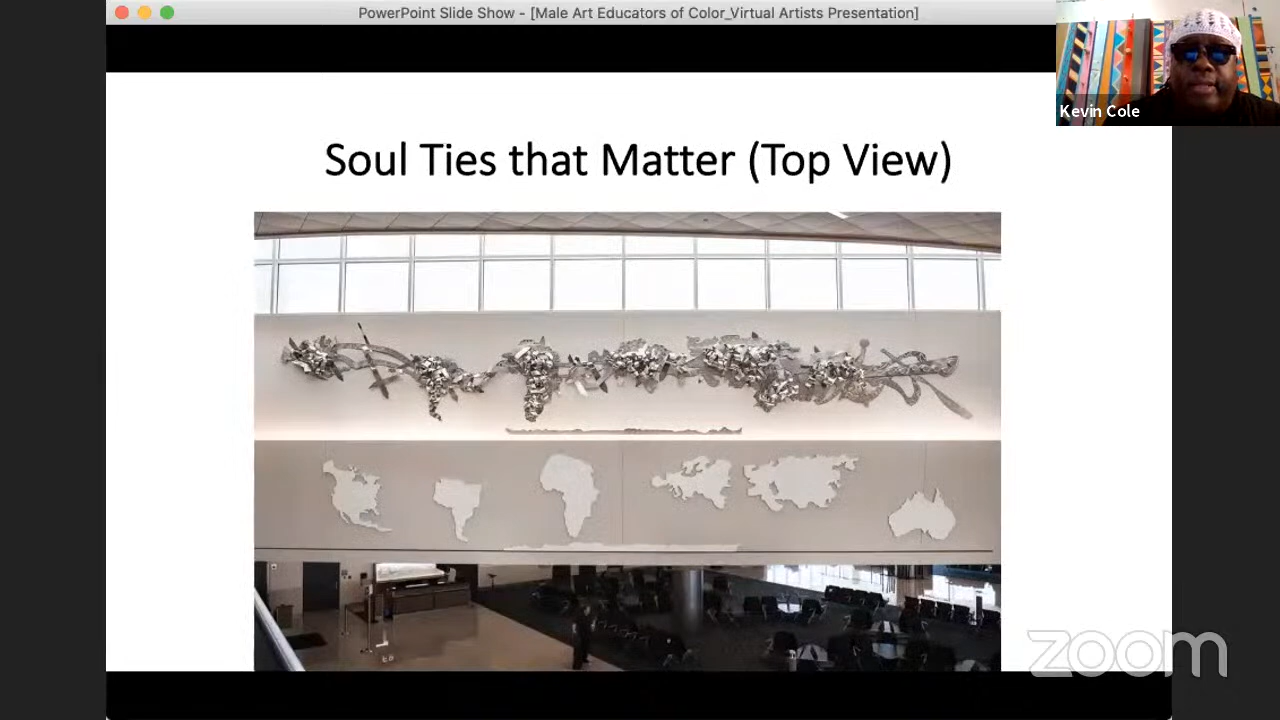 PowerPoint Slide Show - [Male Art Educators of Color_Virtual Artists Presentation]
Kevin Cole
Soul Ties that Matter (Top View)
zoom